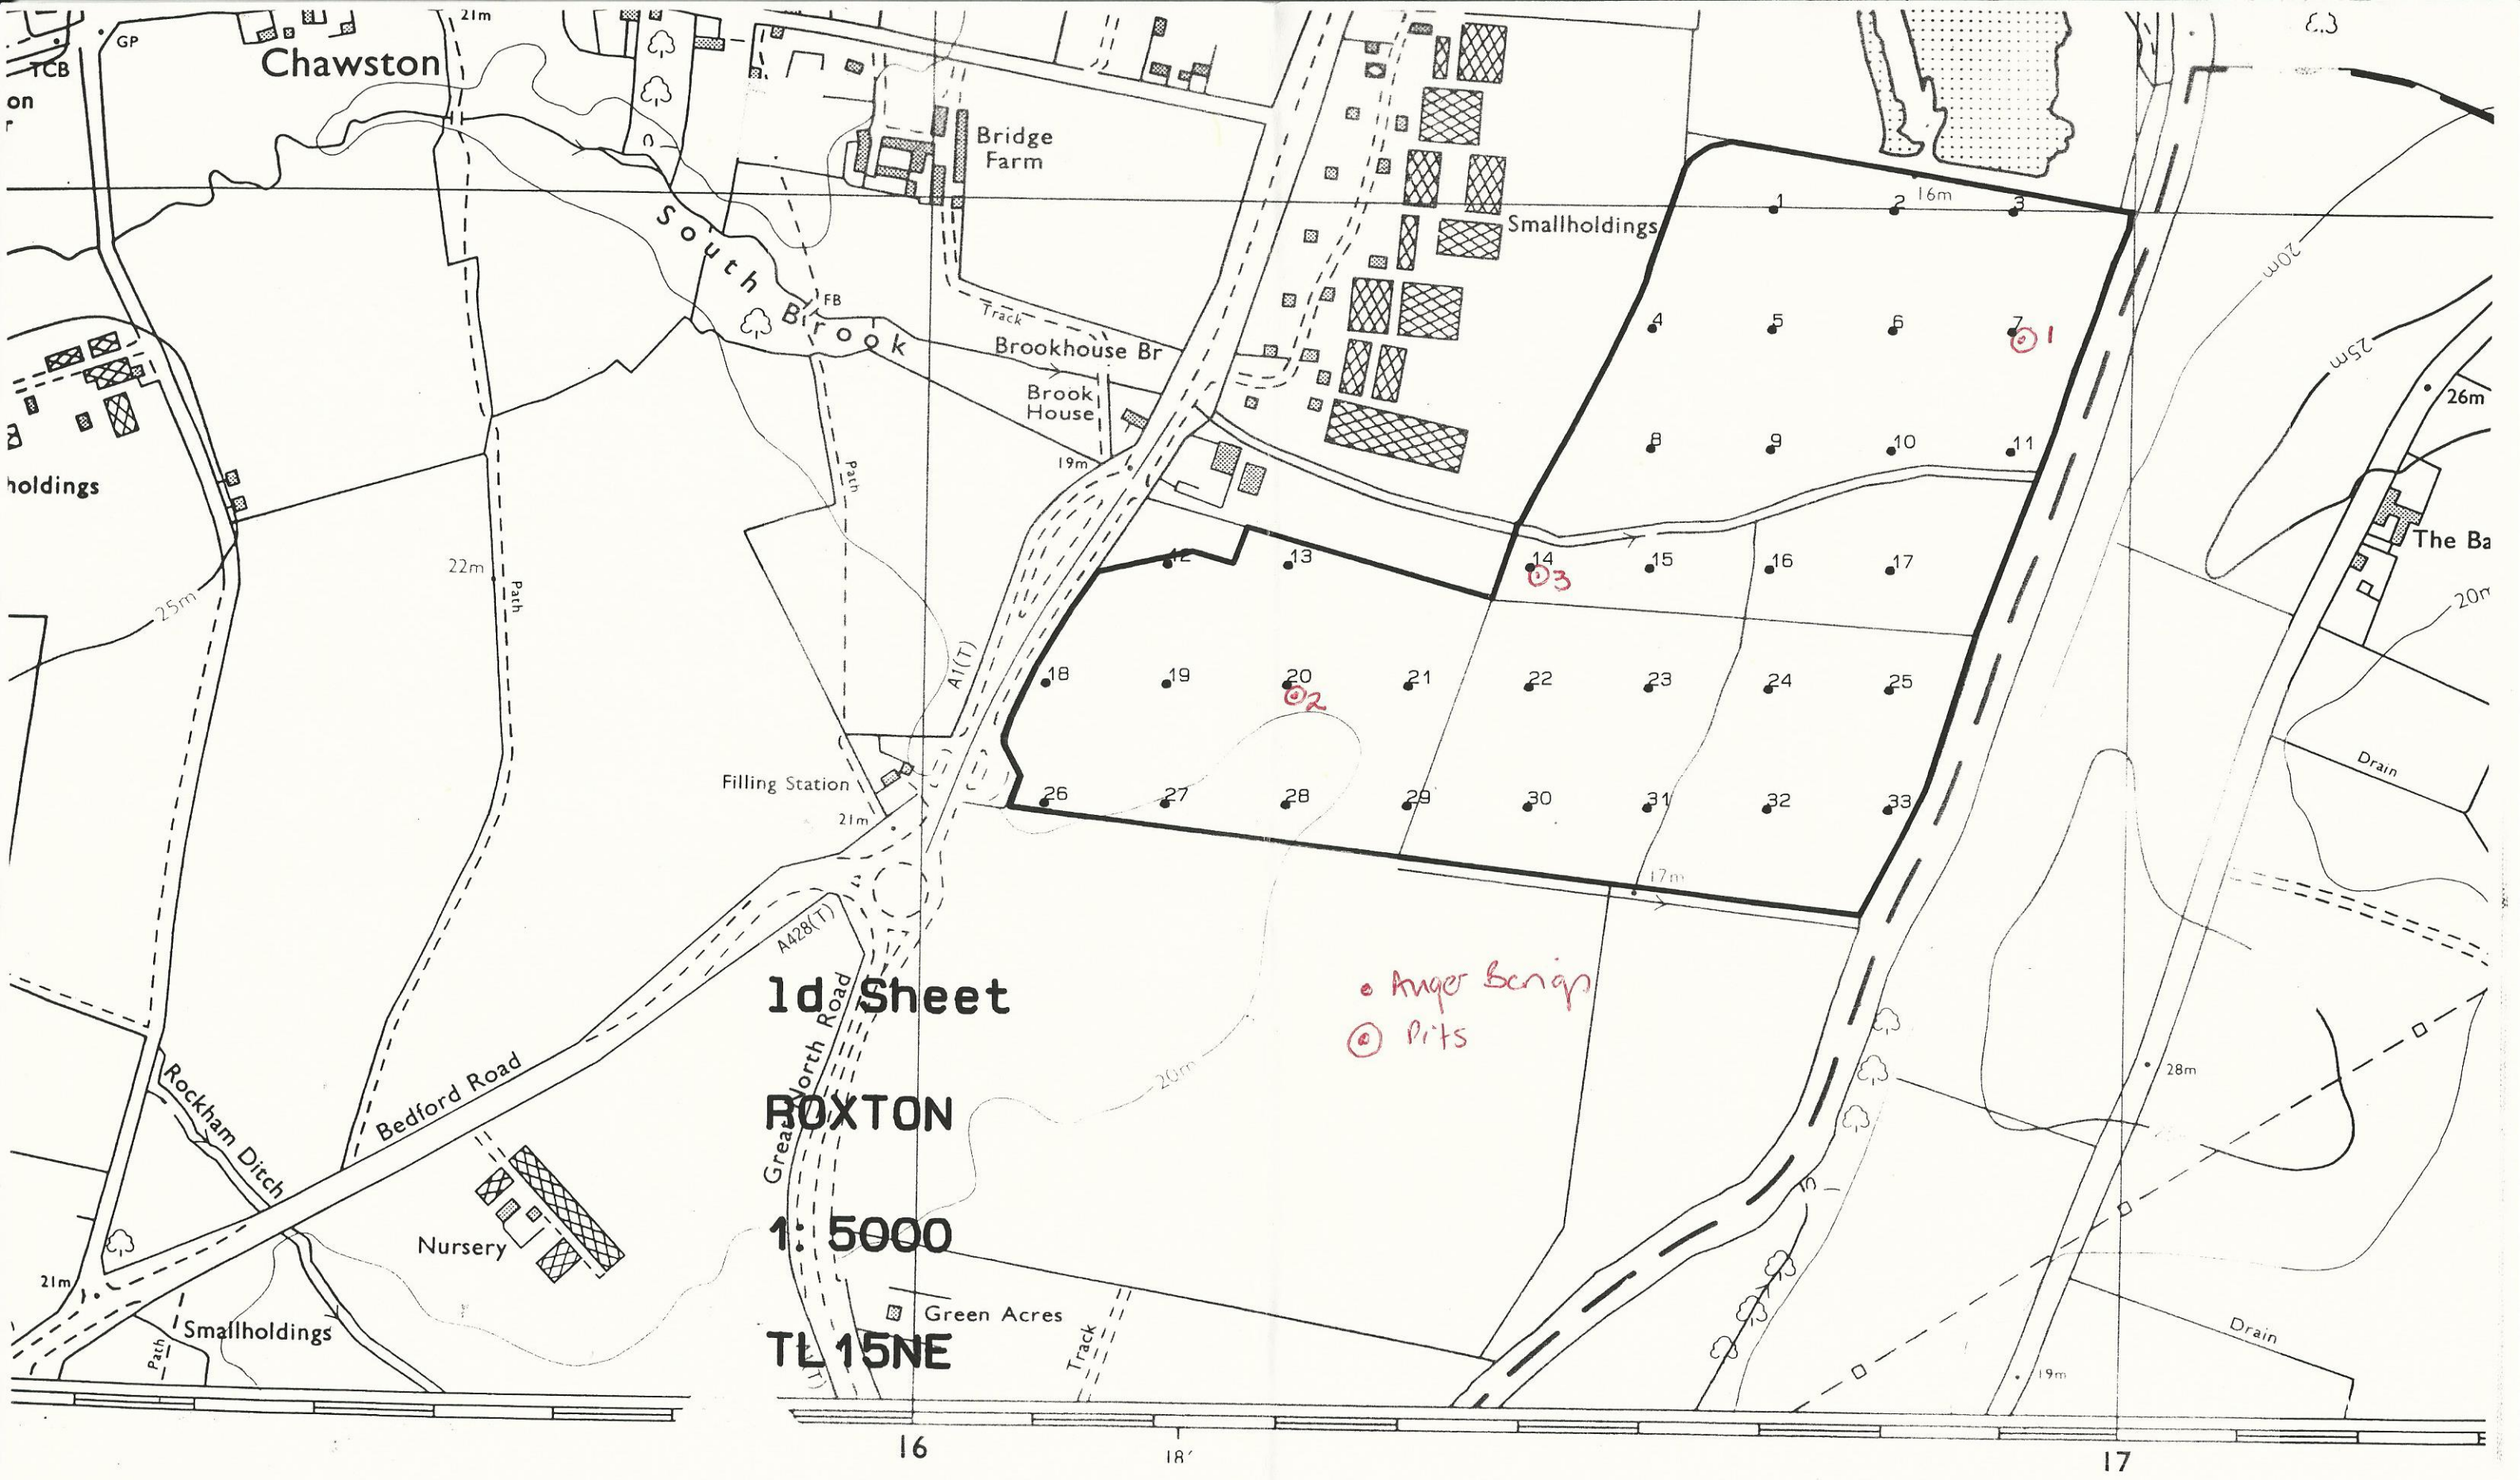 21m
GP
Chawston
TCB
on
r
Bridge
Farm
16m
1
2
3
South Brook
Smallholdings
20m
FB
Track
4
5
6
7
1
Brookhouse Br
25m
Brook
House
26m
8
9
10
11
19m
Path
holdings
The Ba
12
13
14
3
15
16
17
22m
Path
25m
20m
A1(T)
18
19
20
2
21
22
23
24
25
Filling Station
Drain
26
27
28
29
30
31
32
33
21m
17m
A428(T)
ld Sheet
Auger Borings
Pits
Great North Road
20m
28m
Rockham Ditch
Bedford Road
ROXTON
1: 5000
Nursery
21m
Smallholdings
Path
Green Acres
Track
TL15NE
Drain
19m
16
18'
17